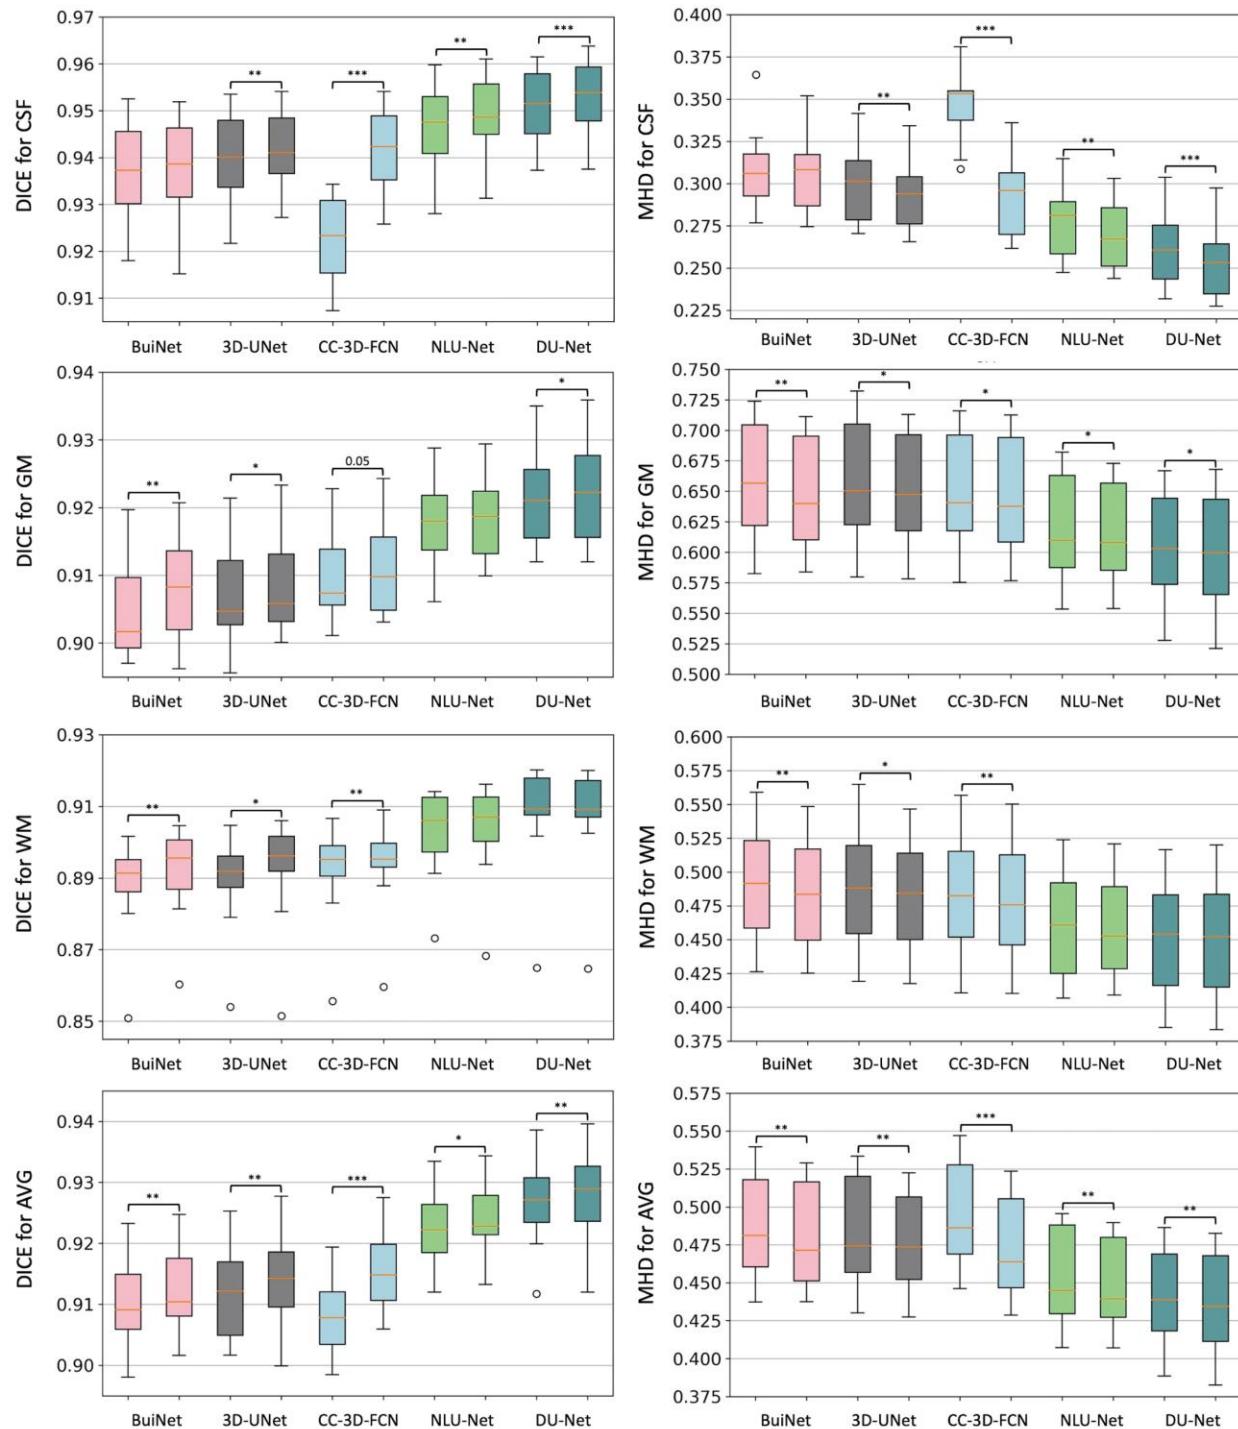 DICE for CSF
0.97
0.96
0.95
0.94
0.93
0.92
0.91
** *** ** ***
BuiNet 3D-UNet CC-3D-FCN NLU-Net DU-Net
MHD for CSF
0.400
0.375
0.350
0.325
0.300
0.275
0.250
0.225
** *** ** ***
BuiNet 3D-UNet CC-3D-FCN NLU-Net DU-Net
DICE for GM
0.94
0.93
0.92
0.91
0.90
** * 0.05 *
BuiNet 3D-UNet CC-3D-FCN NLU-Net DU-Net
MHD for GM
0.750
0.725
0.700
0.675
0.650
0.625
0.600
0.575
0.550
0.525
0.500
** * * * *
BuiNet 3D-UNet CC-3D-FCN NLU-Net DU-Net
DICE for WM
0.93
0.91
0.89
0.87
0.85
** * **
BuiNet 3D-UNet CC-3D-FCN NLU-Net DU-Net
MHD for WM
0.600
0.575
0.550
0.525
0.500
0.475
0.450
0.425
0.400
0.375
** * **
BuiNet 3D-UNet CC-3D-FCN NLU-Net DU-Net
DICE for AVG
0.94
0.93
0.92
0.91
0.90
** ** *** * **
BuiNet 3D-UNet CC-3D-FCN NLU-Net DU-Net
MHD for AVG
0.575
0.550
0.525
0.500
0.475
0.450
0.425
0.400
0.375
** ** *** ** **
BuiNet 3D-UNet CC-3D-FCN NLU-Net DU-Net